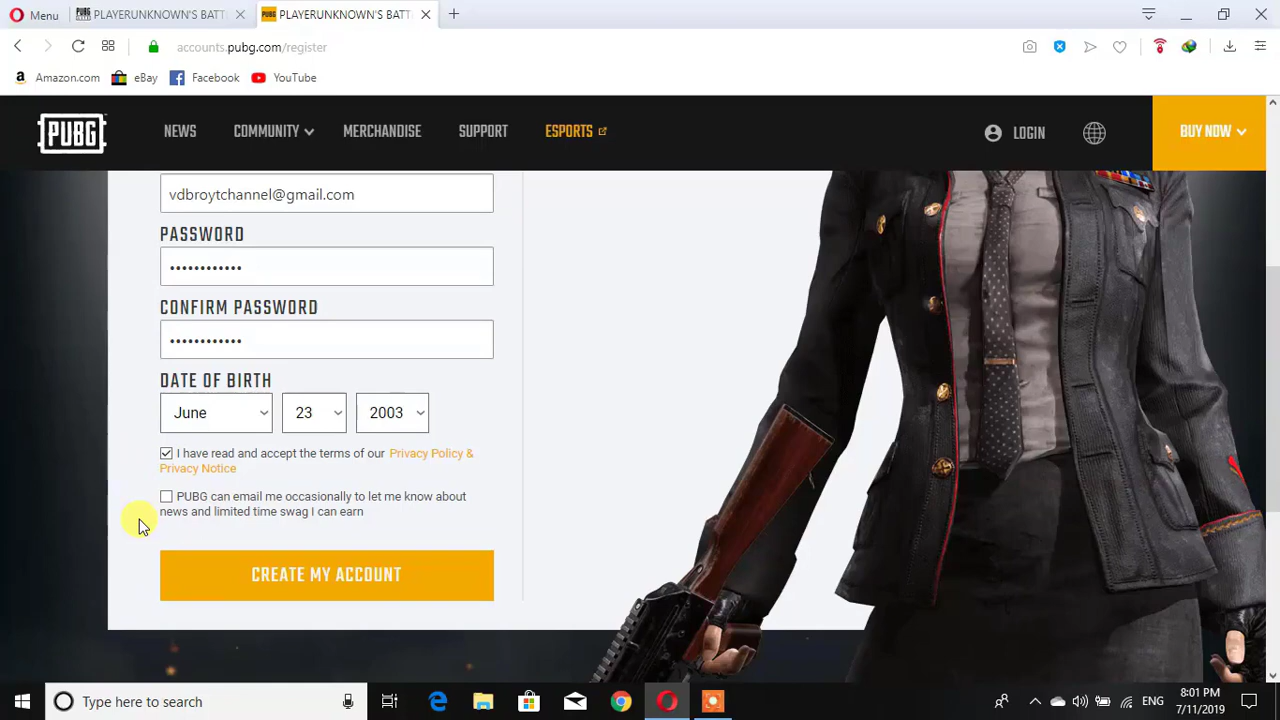 Menu
PLAYERUNKNOWN'S BATT
PLAYERUNKNOWN'S BATT
accounts.pubg.com/register
Amazon.com
eBay
Facebook
YouTube
PUBG
NEWS
COMMUNITY
MERCHANDISE
SUPPORT
ESPORTS
LOGIN
BUY NOW
vdbroytchannel@gmail.com
PASSWORD
••••••••••••
CONFIRM PASSWORD
••••••••••••
DATE OF BIRTH
June 23 2003
I have read and accept the terms of our Privacy Policy &
Privacy Notice
PUBG can email me occasionally to let me know about
news and limited time swag I can earn
CREATE MY ACCOUNT
Type here to search
ENG
8:01 PM
7/11/2019